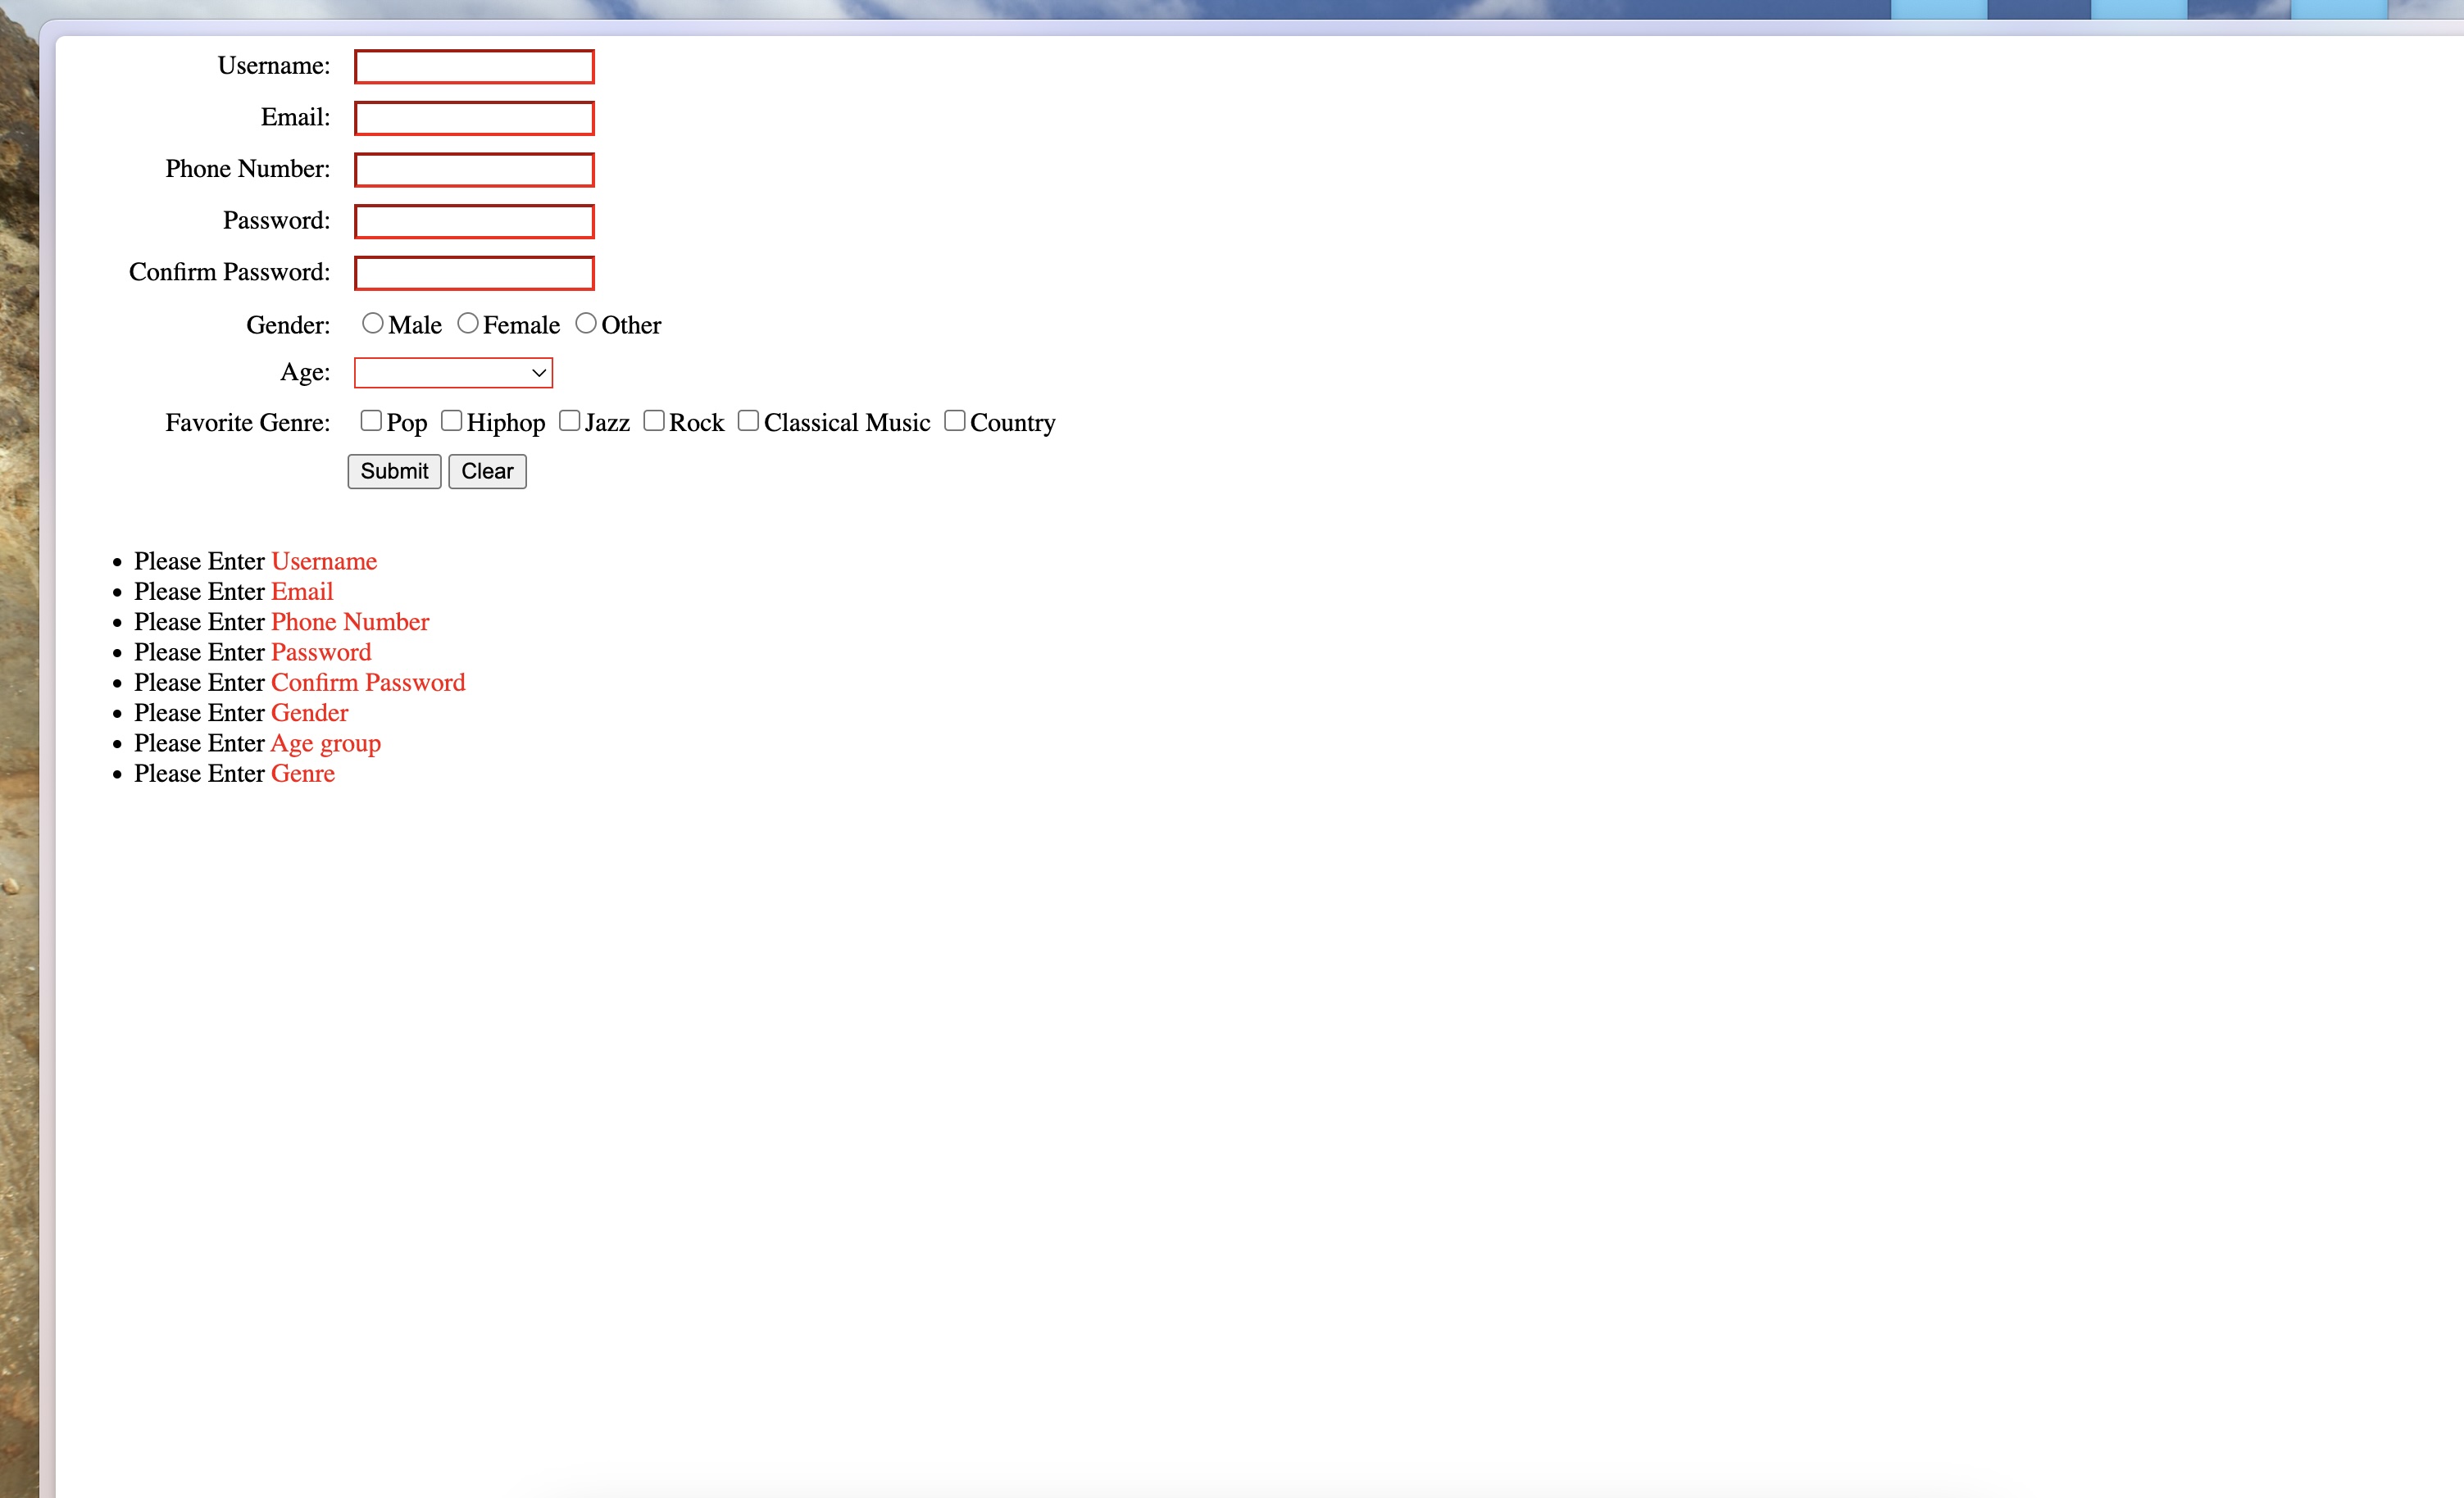 Username:
Email:
Phone Number:
Password:
Confirm Password:
Gender: Male Female Other
Age:
Favorite Genre: Pop Hiphop Jazz Rock Classical Music Country
Submit Clear
• Please Enter Username
• Please Enter Email
• Please Enter Phone Number
• Please Enter Password
• Please Enter Confirm Password
• Please Enter Gender
• Please Enter Age group
• Please Enter Genre